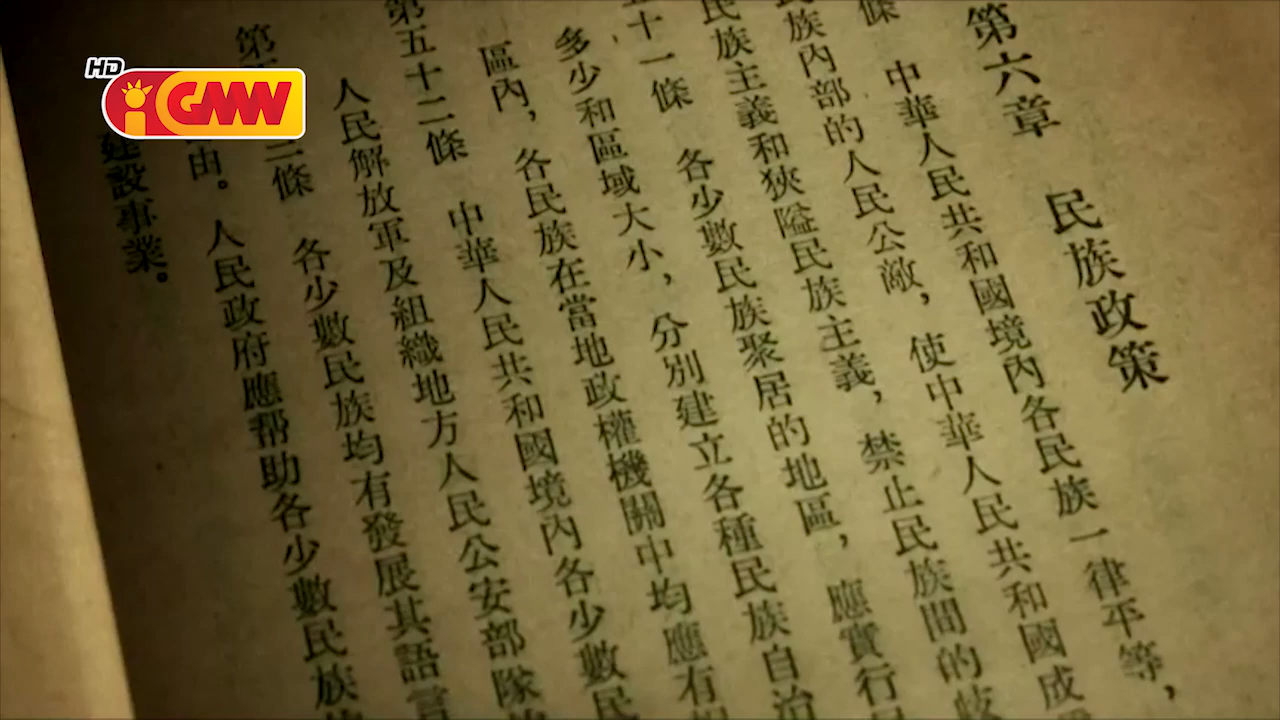 HD
iGMW
第六章 民族政策
條 中華人民共和國境內各民族一律平等，
民族內部的人民公敵，使中華人民共和國成
民族主義和狹隘民族主義，禁止民族間的歧
十一條 各少數民族聚居的地區，應實行
多少和區域大小，分別建立各種民族自治
區內，各民族在當地政權機關中均應有
第五十二條 中華人民共和國境內各少數民
人民解放軍及組織地方人民公安部隊
第 三條 各少數民族均有發展其語言
由。人民政府應帮助各少數民族
建設事業。